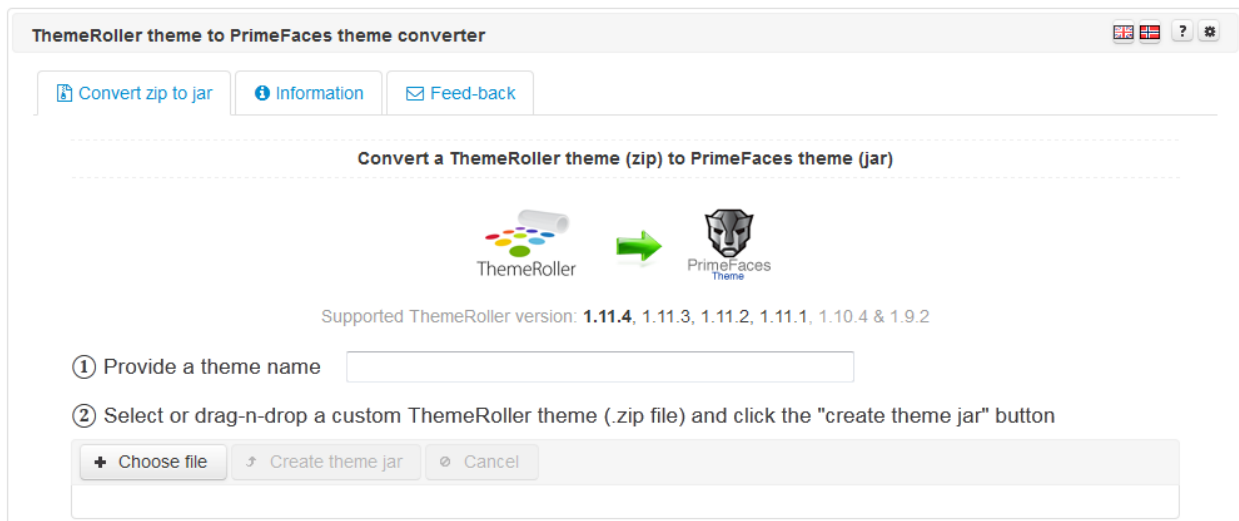 ThemeRoller theme to PrimeFaces theme converter ?
Convert zip to jar Information Feed-back
Convert a ThemeRoller theme (zip) to PrimeFaces theme (jar)
ThemeRoller
PrimeFaces
Theme
Supported ThemeRoller version: 1.11.4, 1.11.3, 1.11.2, 1.11.1, 1.10.4 & 1.9.2
① Provide a theme name
② Select or drag-n-drop a custom ThemeRoller theme (.zip file) and click the "create theme jar" button
Choose file Create theme jar Cancel